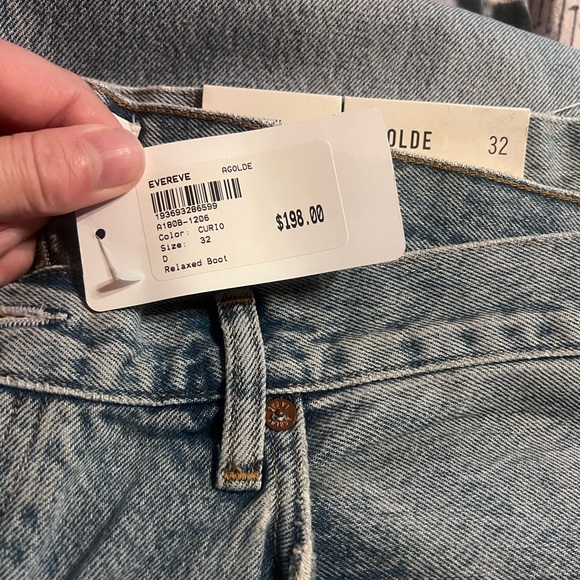 OLDE 32
EVEREVE AGOLDE
193693286599
A180B-1206
Color: CURIO
Size: 32
D
Relaxed Boot
$198.00